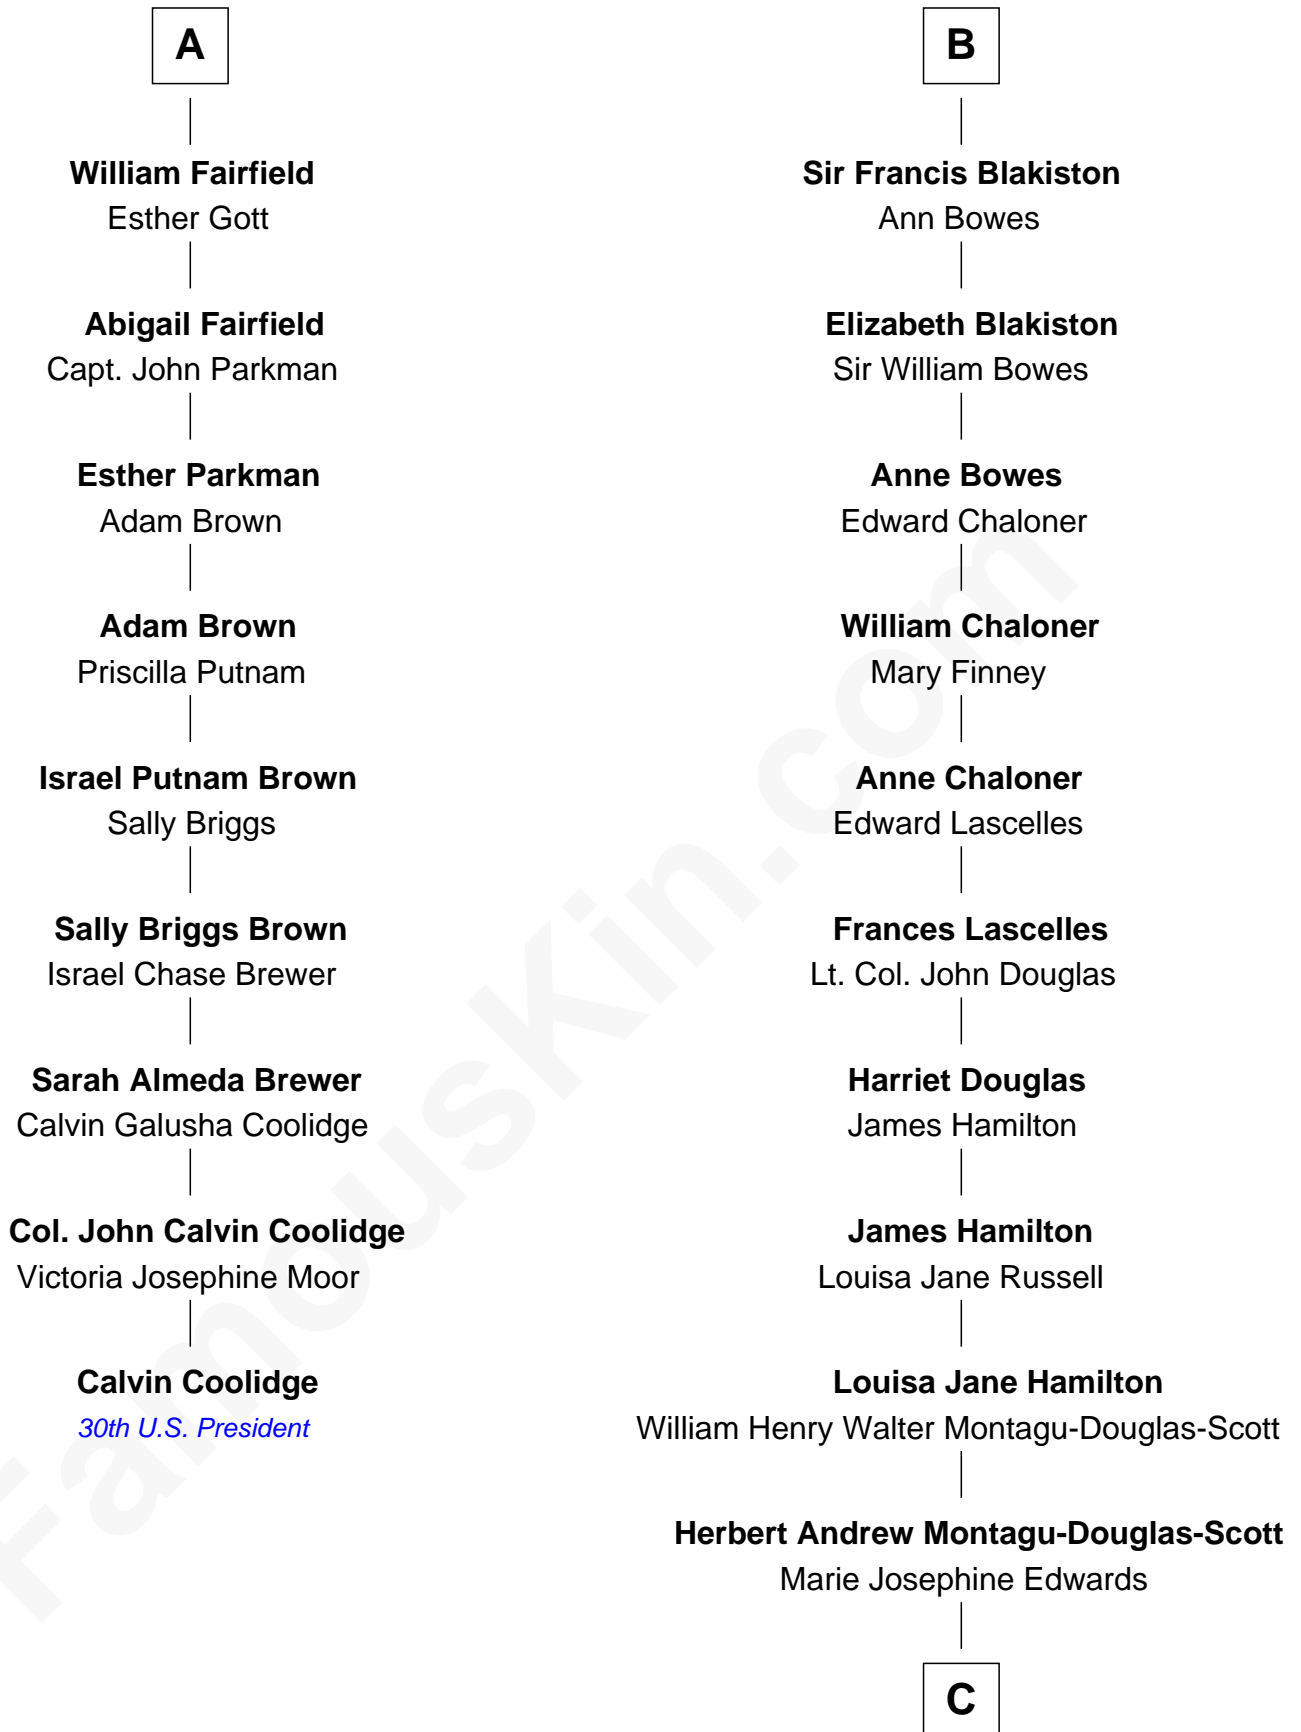 A
William Fairfield
Esther Gott
Abigail Fairfield
Capt. John Parkman
Esther Parkman
Adam Brown
Adam Brown
Priscilla Putnam
Israel Putnam Brown
Sally Briggs
Sally Briggs Brown
Israel Chase Brewer
Sarah Almeda Brewer
Calvin Galusha Coolidge
Col. John Calvin Coolidge
Victoria Josephine Moor
Calvin Coolidge
30th U.S. President
B
Sir Francis Blakiston
Ann Bowes
Elizabeth Blakiston
Sir William Bowes
Anne Bowes
Edward Chaloner
William Chaloner
Mary Finney
Anne Chaloner
Edward Lascelles
Frances Lascelles
Lt. Col. John Douglas
Harriet Douglas
James Hamilton
James Hamilton
Louisa Jane Russell
Louisa Jane Hamilton
William Henry Walter Montagu-Douglas-Scott
Herbert Andrew Montagu-Douglas-Scott
Marie Josephine Edwards
C
FamousKin.com